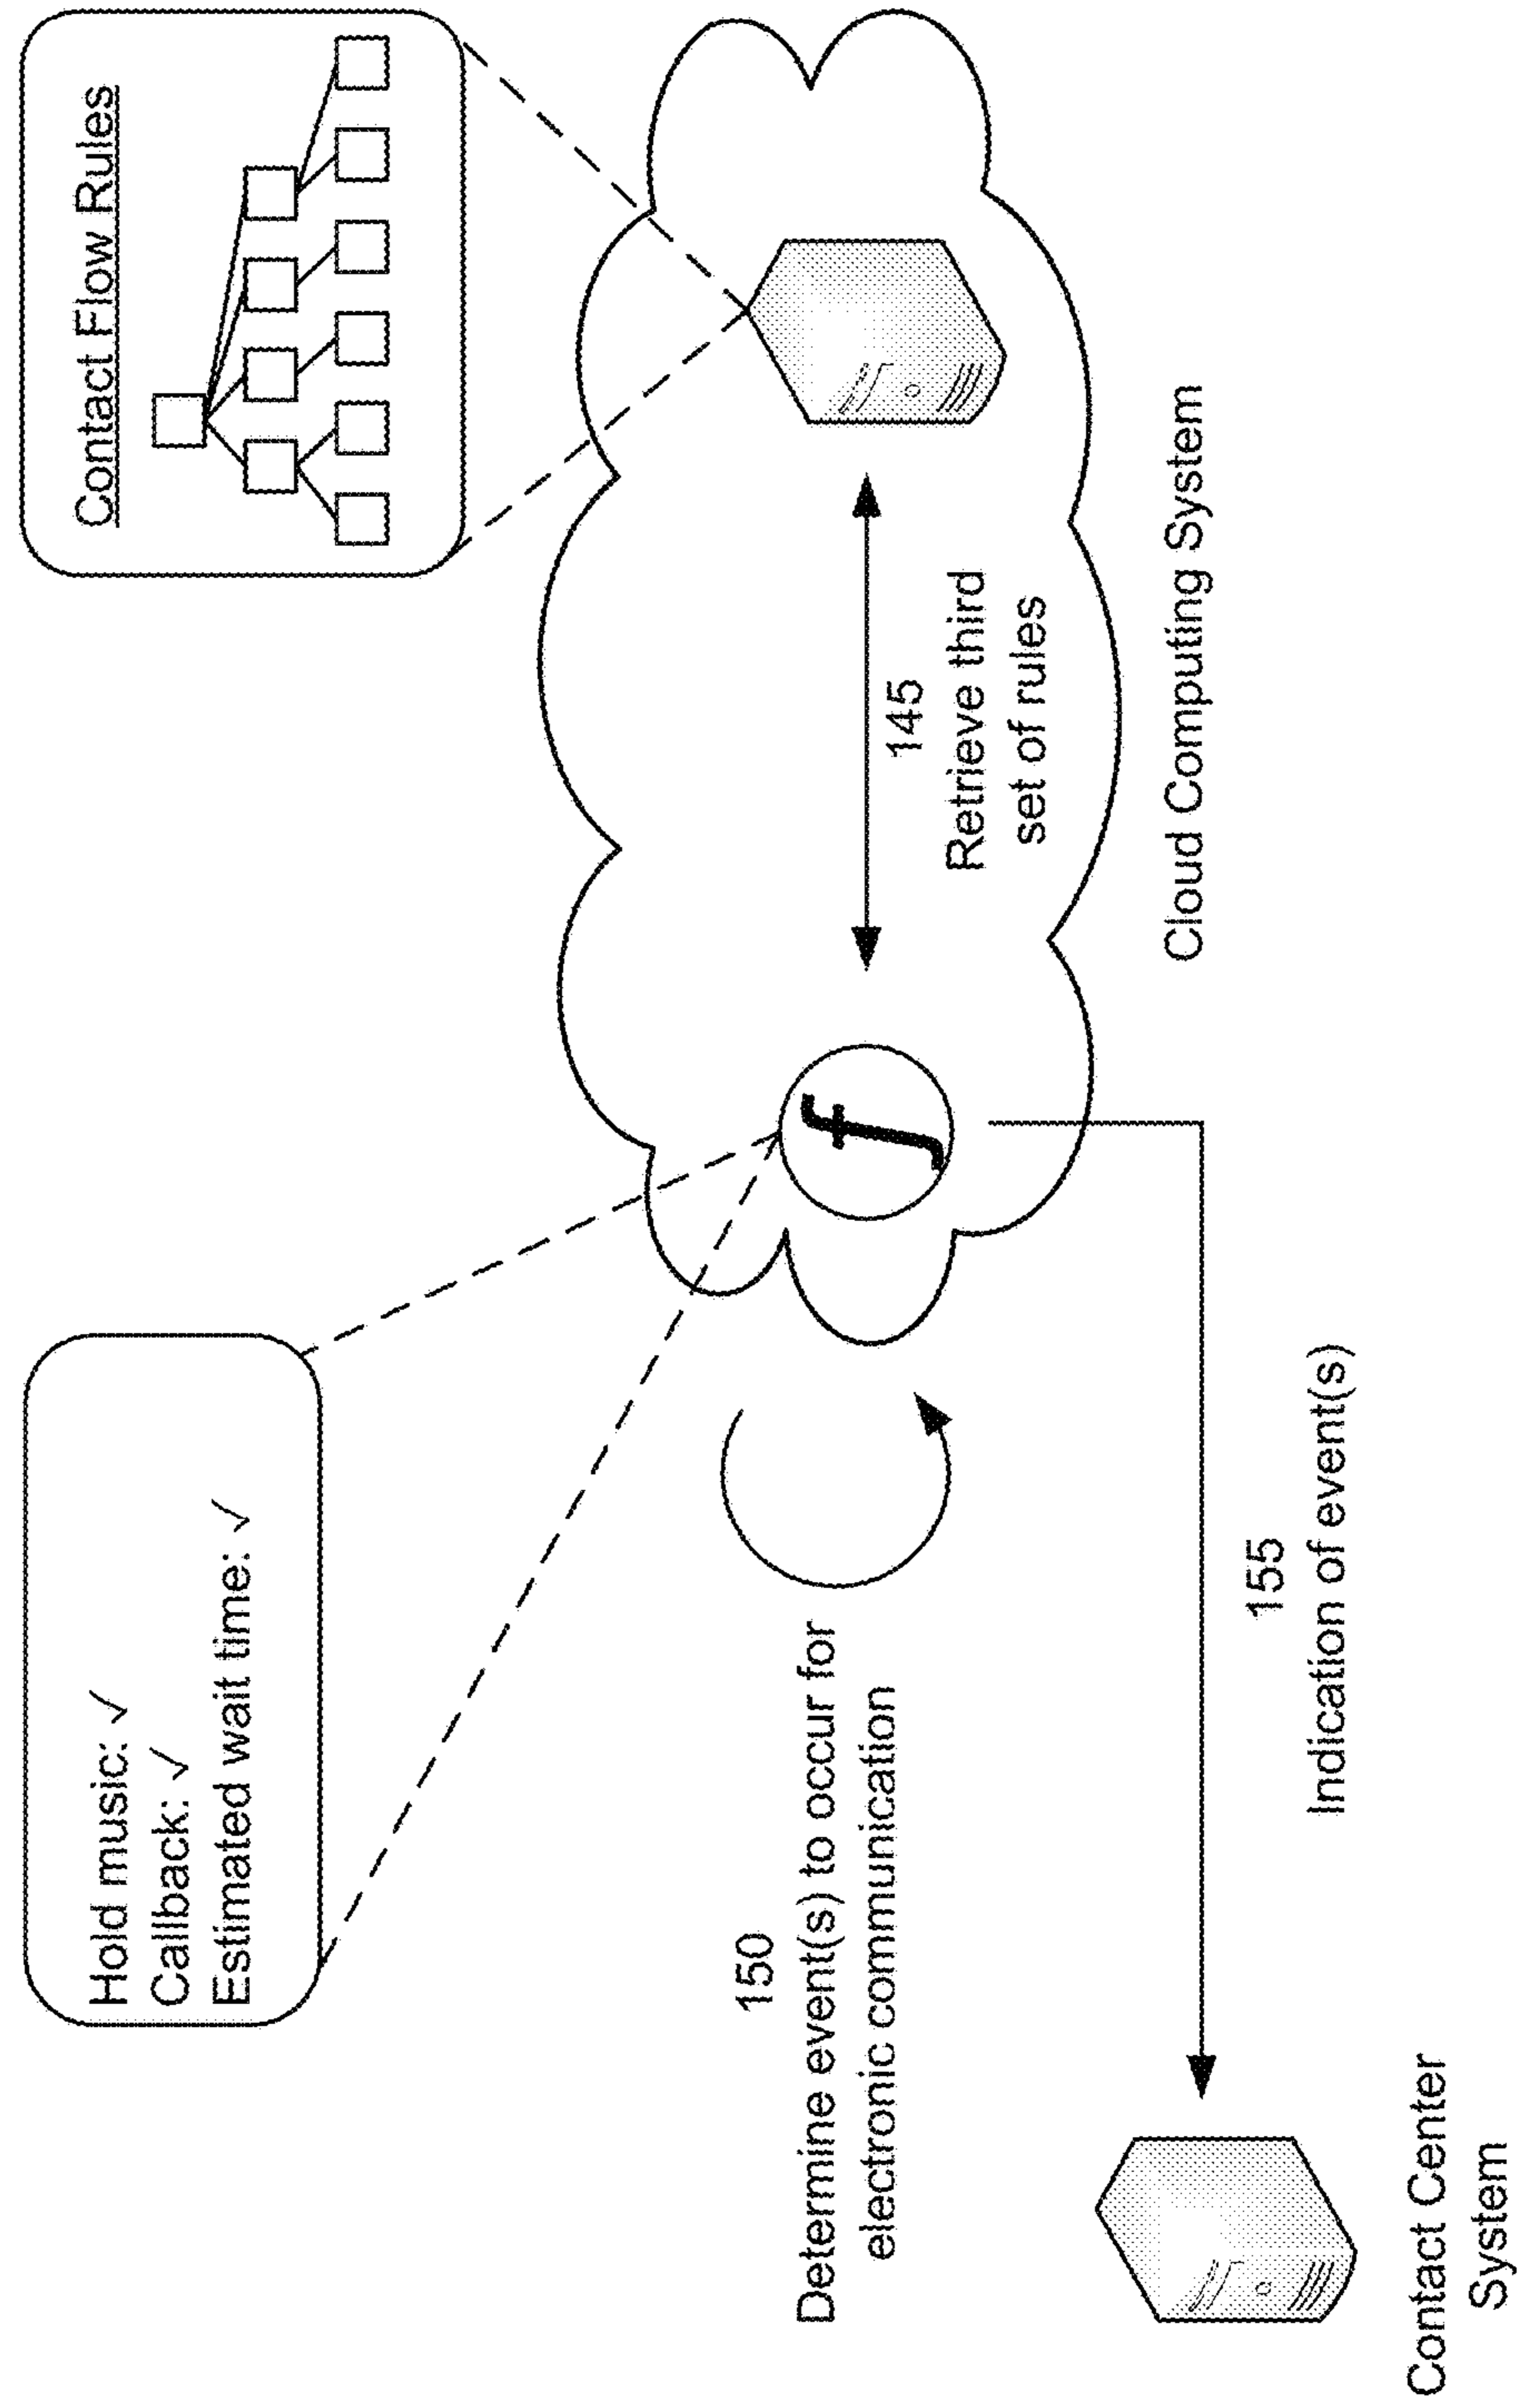 Hold music: ✓
Callback: ✓
Estimated wait time: ✓
Contact Flow Rules
150
Determine event(s) to occur for
electronic communication
f
145
Retrieve third
set of rules
Cloud Computing System
155
Indication of event(s)
Contact Center
System